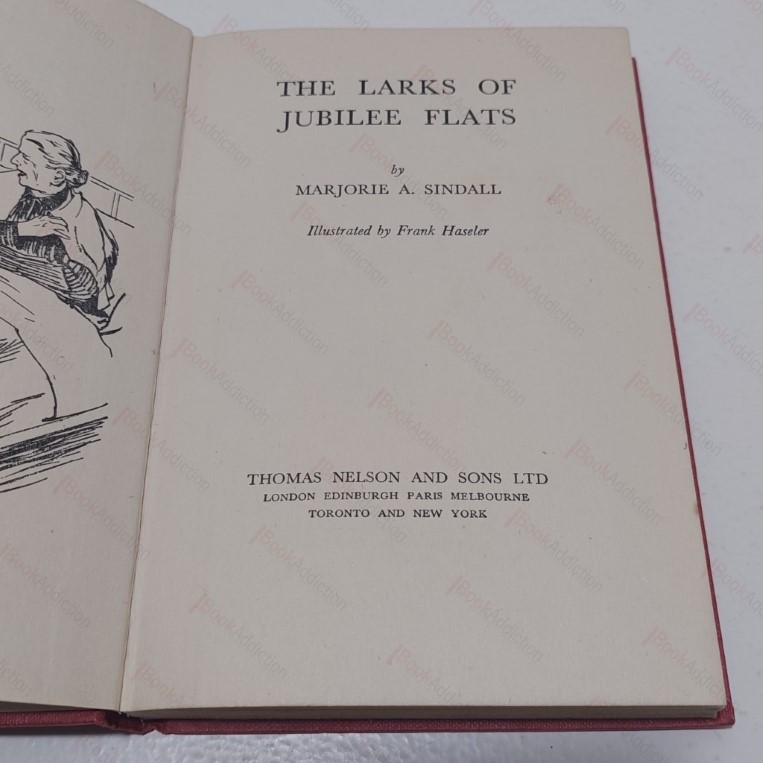 THE LARKS OF
JUBILEE FLATS
by
MARJORIE A. SINDALL
Illustrated by Frank Haseler
THOMAS NELSON AND SONS LTD
LONDON EDINBURGH PARIS MELBOURNE
TORONTO AND NEW YORK
BookAddiction